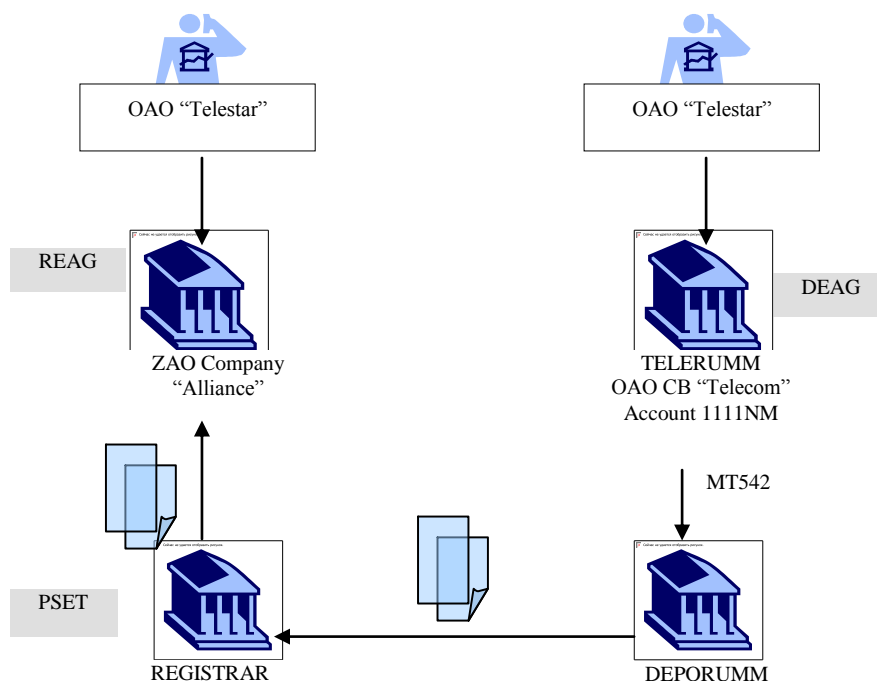 OAO “Telestar”
OAO “Telestar”
REAG
DEAG
ZAO Company
“Alliance”
TELERUMM
OAO CB “Telecom”
Account 1111NM
MT542
PSET
REGISTRAR
DEPORUMM